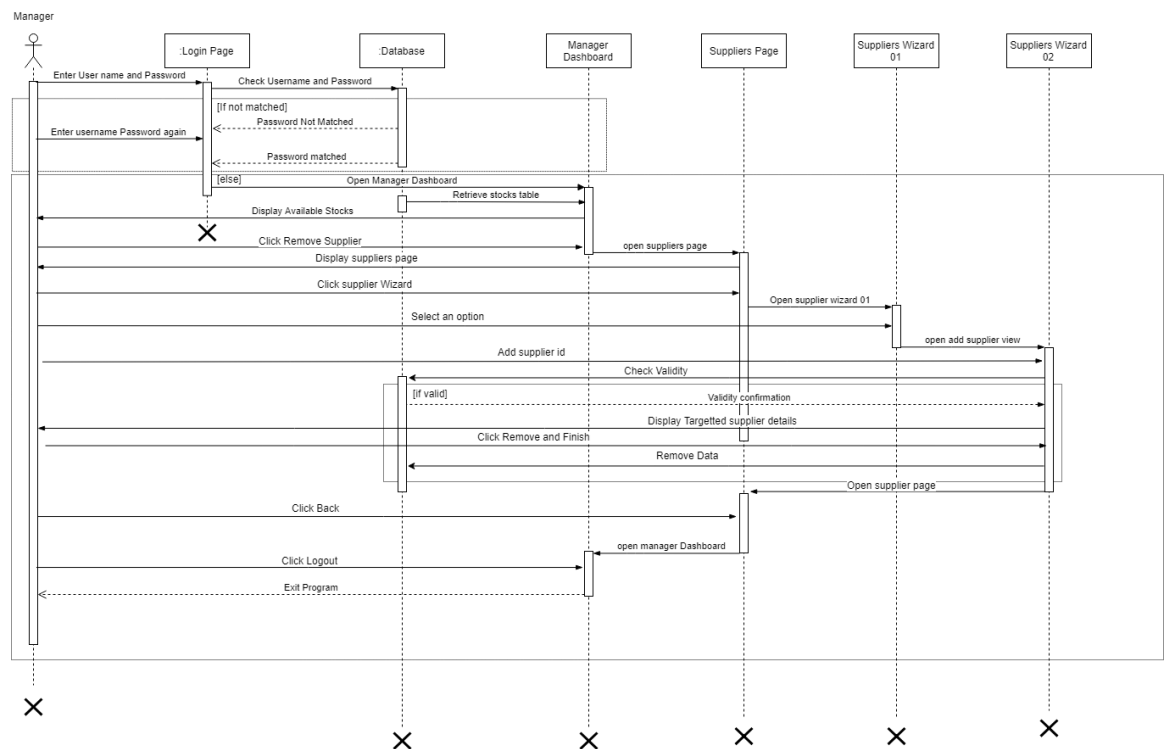 Manager
:Login Page
:Database
Manager
Dashboard
Suppliers Page
Suppliers Wizard
01
Suppliers Wizard
02
Enter User name and Password
Check Username and Password
[If not matched]
Password Not Matched
Enter username Password again
Password matched
[else]
Open Manager Dashboard
Retrieve stocks table
Display Available Stocks
Click Remove Supplier
open suppliers page
Display suppliers page
Click supplier Wizard
Open supplier wizard 01
Select an option
open add supplier view
Add supplier id
Check Validity
[if valid]
Validity confirmation
Display Targetted supplier details
Click Remove and Finish
Remove Data
Open supplier page
Click Back
open manager Dashboard
Click Logout
Exit Program